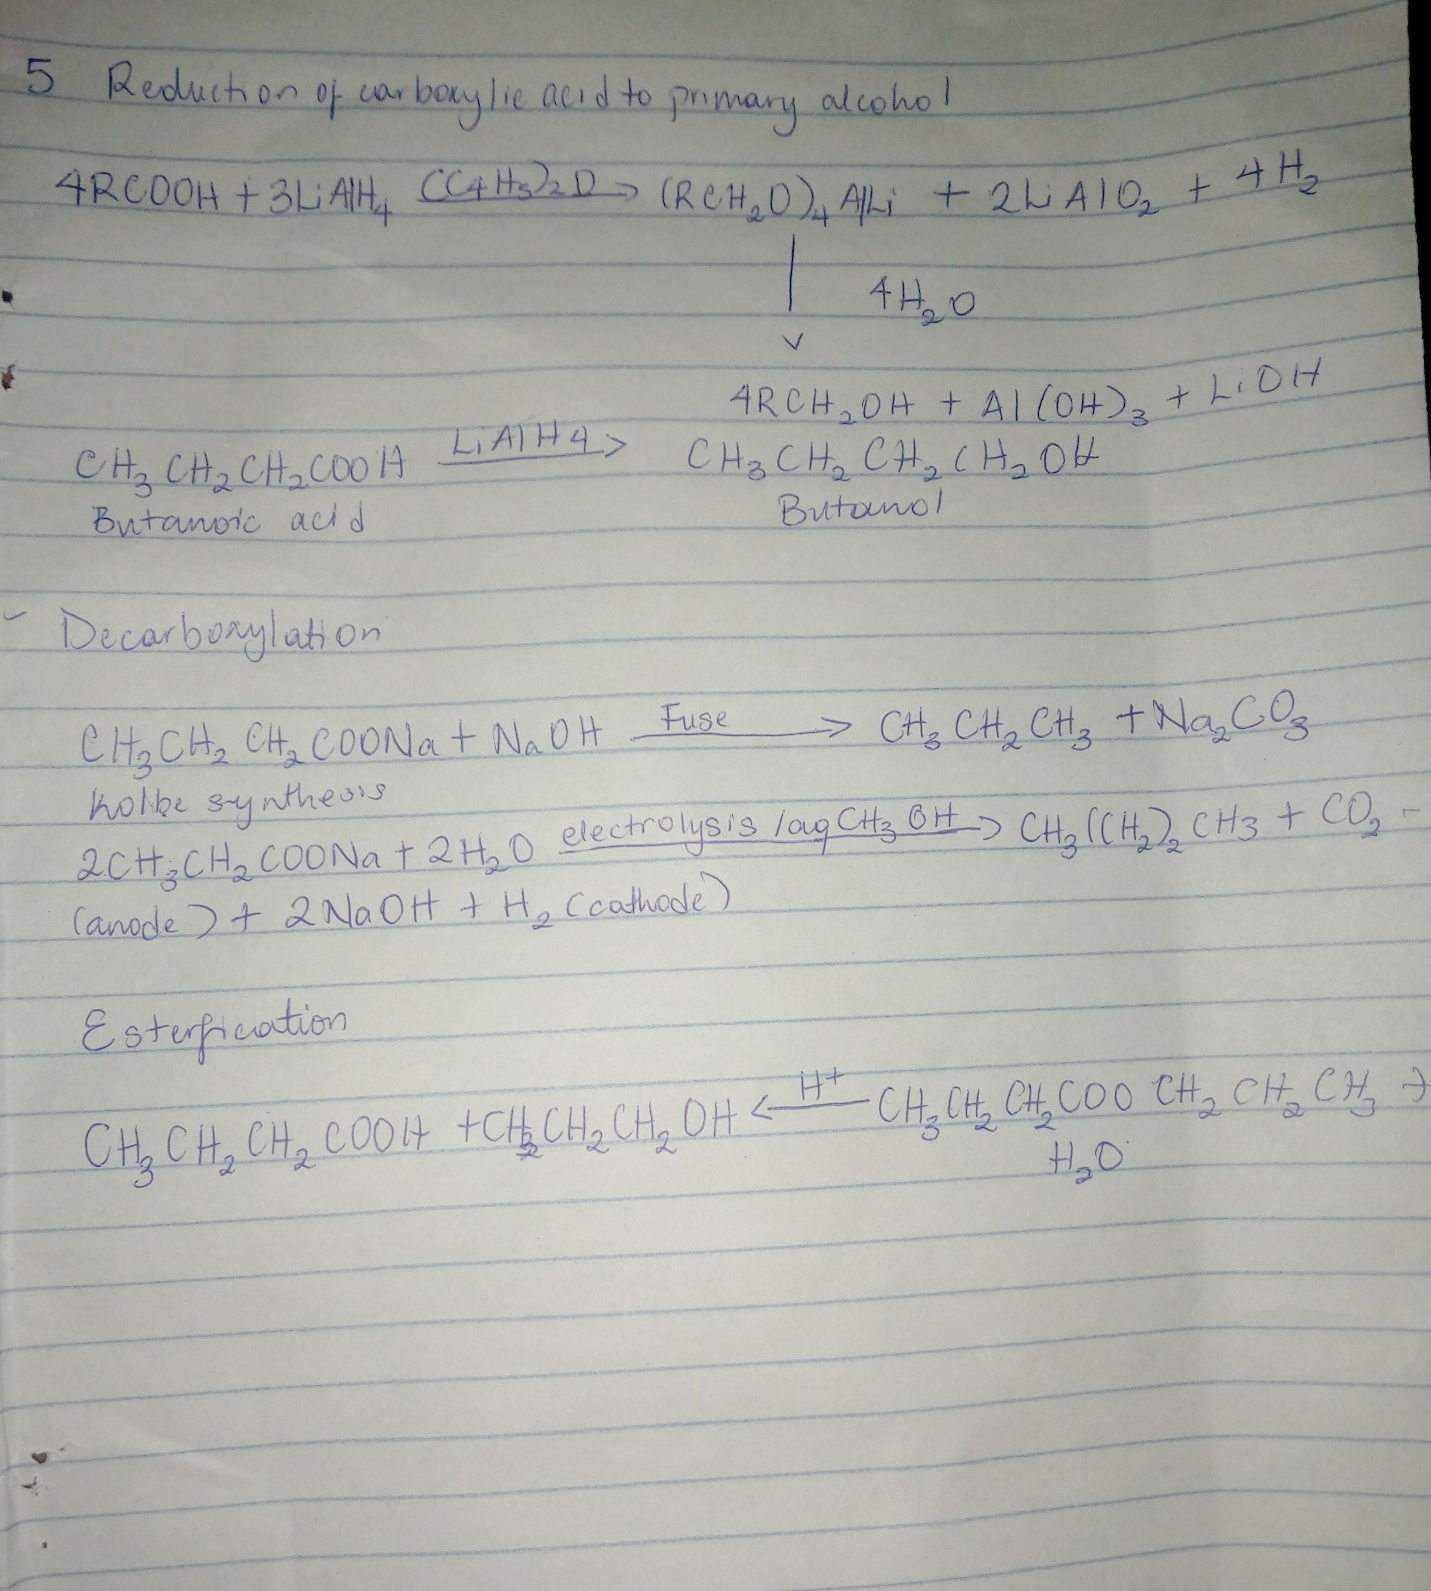 5 Reduction of carboxylic acid to primary alcohol
4RCOOH + 3LiAlH₄ (C₄H₅)₂O → (RCH₂O)₄ AlLi + 2LiAlO₂ + 4H₂
4H₂O
4RCH₂OH + Al(OH)₃ + LiOH
CH₃CH₂CH₂COOH LiAlH4 → CH₃CH₂CH₂CH₂OH
Butanoic acid Butanol
- Decarboxylation
CH₃CH₂CH₂COONa + NaOH Fuse → CH₃CH₂CH₃ + Na₂CO₃
Kolbe synthesis
2CH₃CH₂COONa + 2H₂O electrolysis /aq CH₃OH → CH₃(CH₂)₂CH3 + CO₂ -
(anode) + 2NaOH + H₂ (cathode)
Esterfication
CH₃CH₂CH₂COOH + CH₂CH₂CH₂OH ← H⁺ CH₃CH₂CH₂COO CH₂CH₂CH₃ +
H₂O